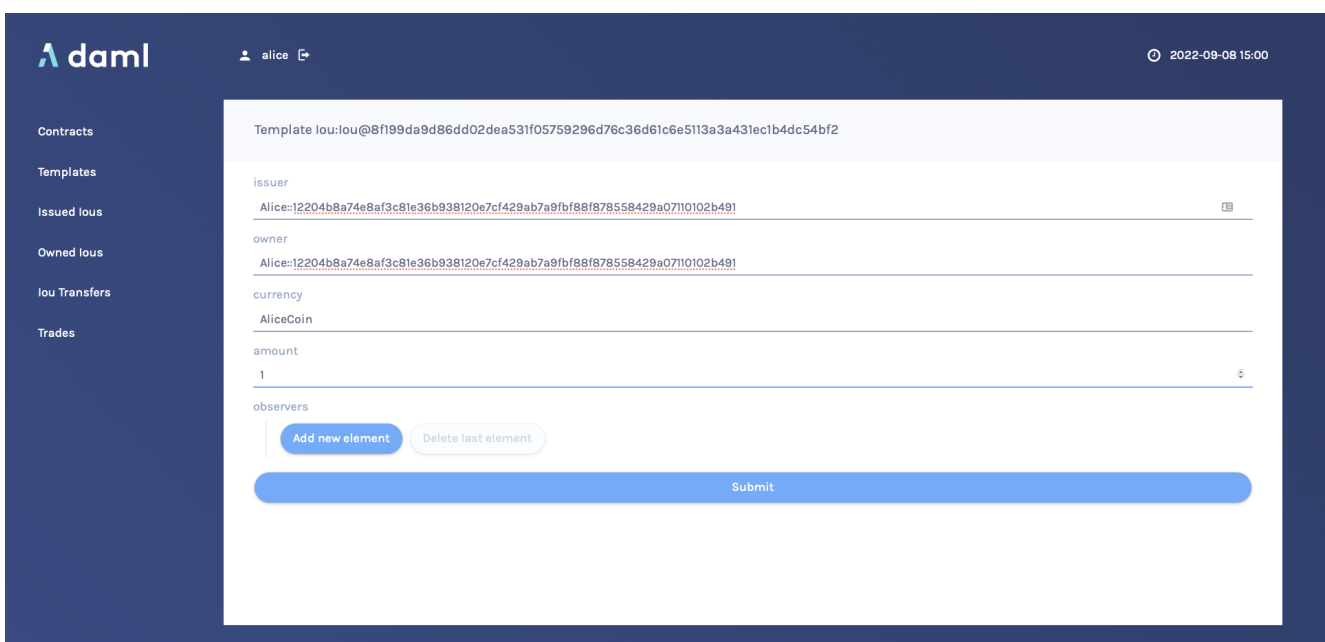 daml
alice
2022-09-08 15:00
Contracts
Templates
Issued Ious
Owned Ious
Iou Transfers
Trades
Template Iou:Iou@8f199da9d86dd02dea531f05759296d76c36d61c6e5113a3a431ec1b4dc54bf2
issuer
Alice::12204b8a74e8af3c81e36b938120e7cf429ab7a9fbf88f878558429a07110102b491
owner
Alice::12204b8a74e8af3c81e36b938120e7cf429ab7a9fbf88f878558429a07110102b491
currency
AliceCoin
amount
1
observers
Add new element
Delete last element
Submit